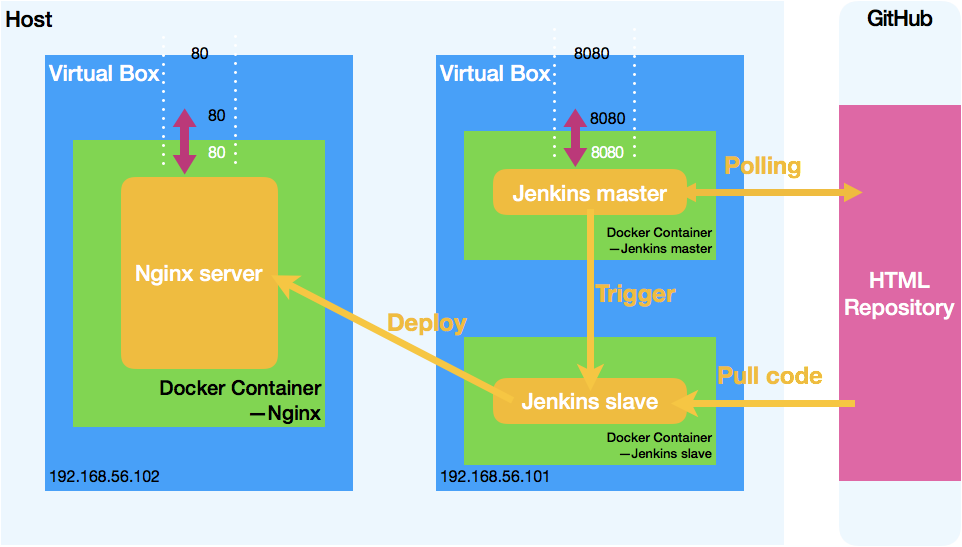 Host
GitHub
80
Virtual Box
80
80
Nginx server
Docker Container
—Nginx
192.168.56.102
8080
Virtual Box
8080
8080
Jenkins master
Docker Container
—Jenkins master
Polling
Trigger
Deploy
Jenkins slave
Docker Container
—Jenkins slave
192.168.56.101
Pull code
HTML
Repository